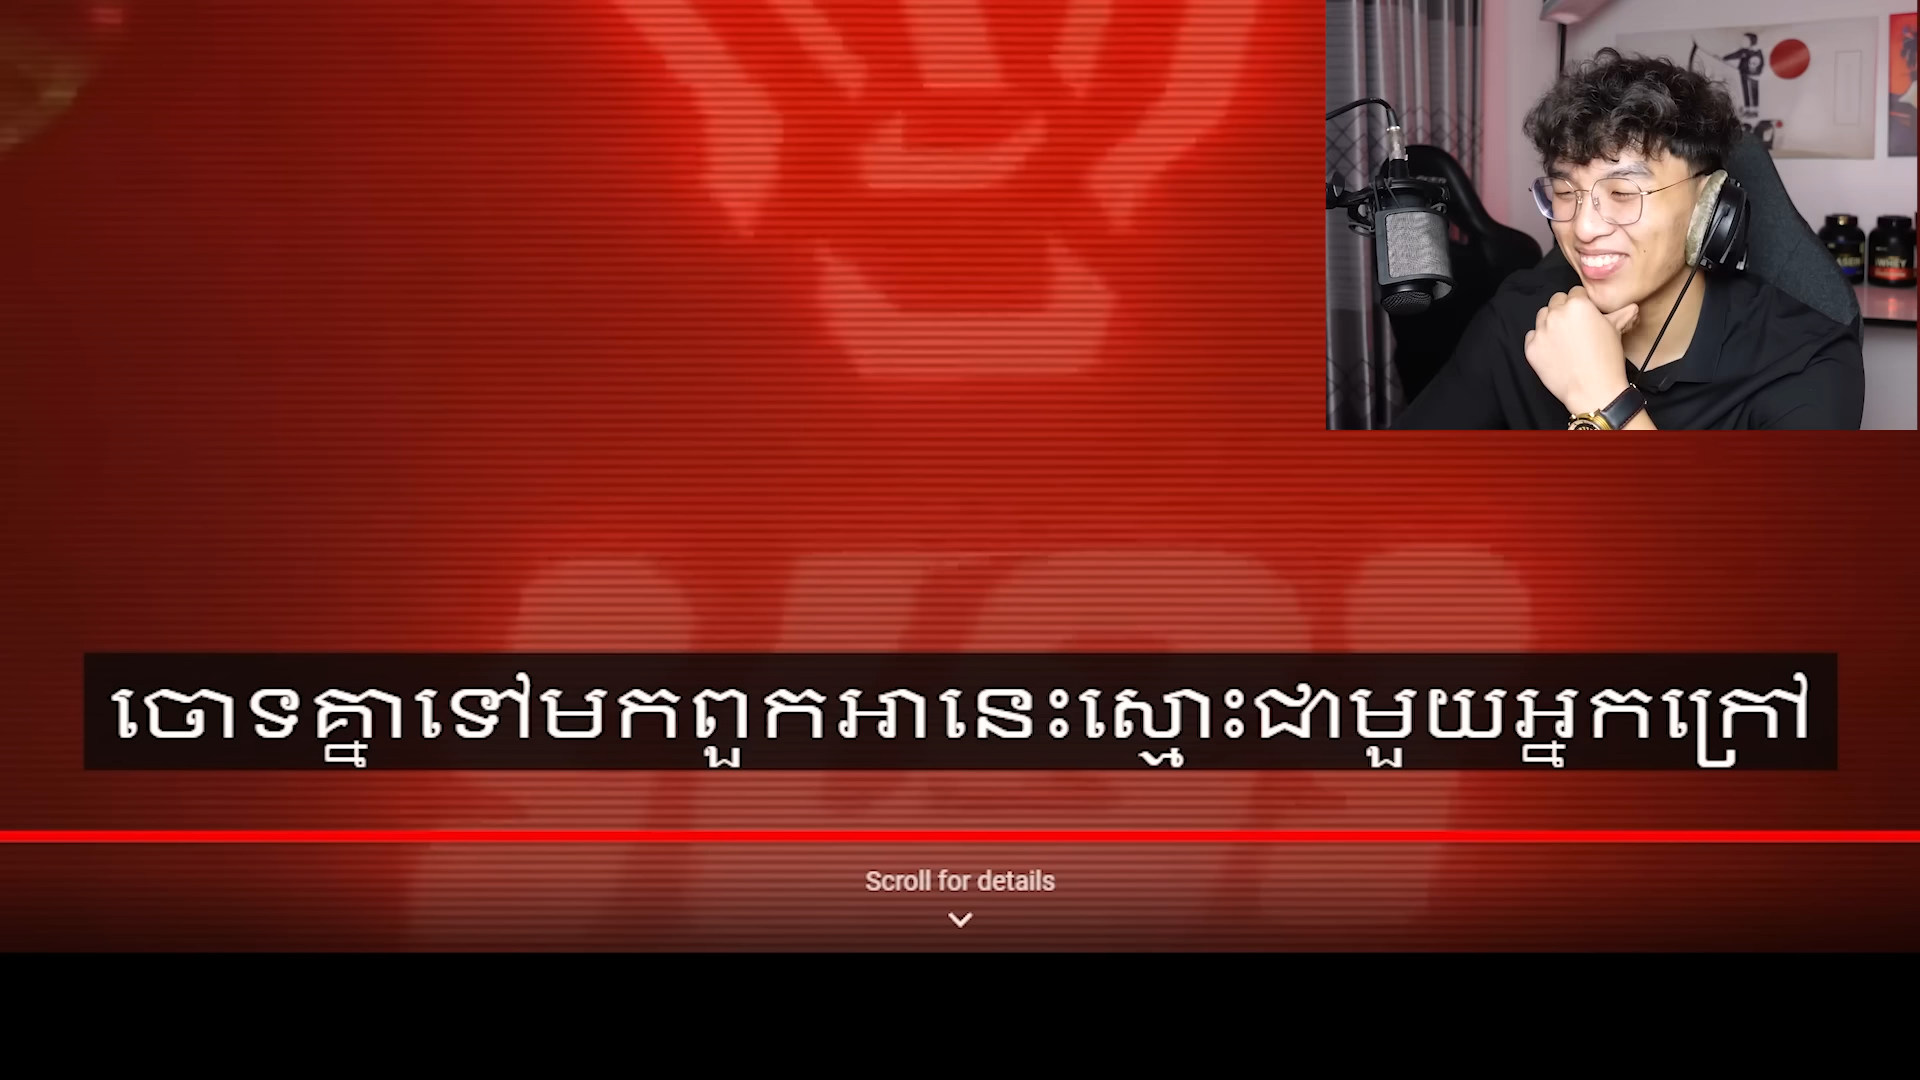 ចោទគ្នាទៅមកពួកអានេះស្មោះជាមួយអ្នកក្រៅ
Scroll for details
WHEY